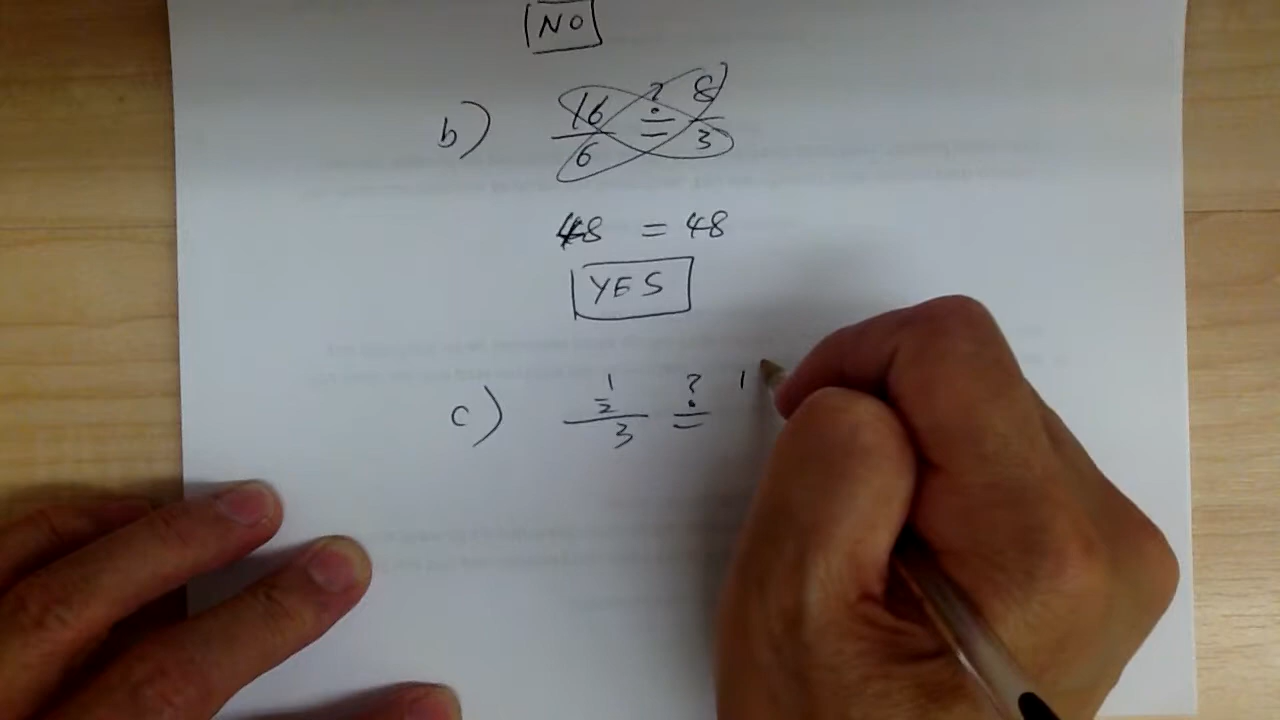 NO
b) 16/6 ≟ 8/3
48 = 48
YES
c) 1/2/3 ≟ 1